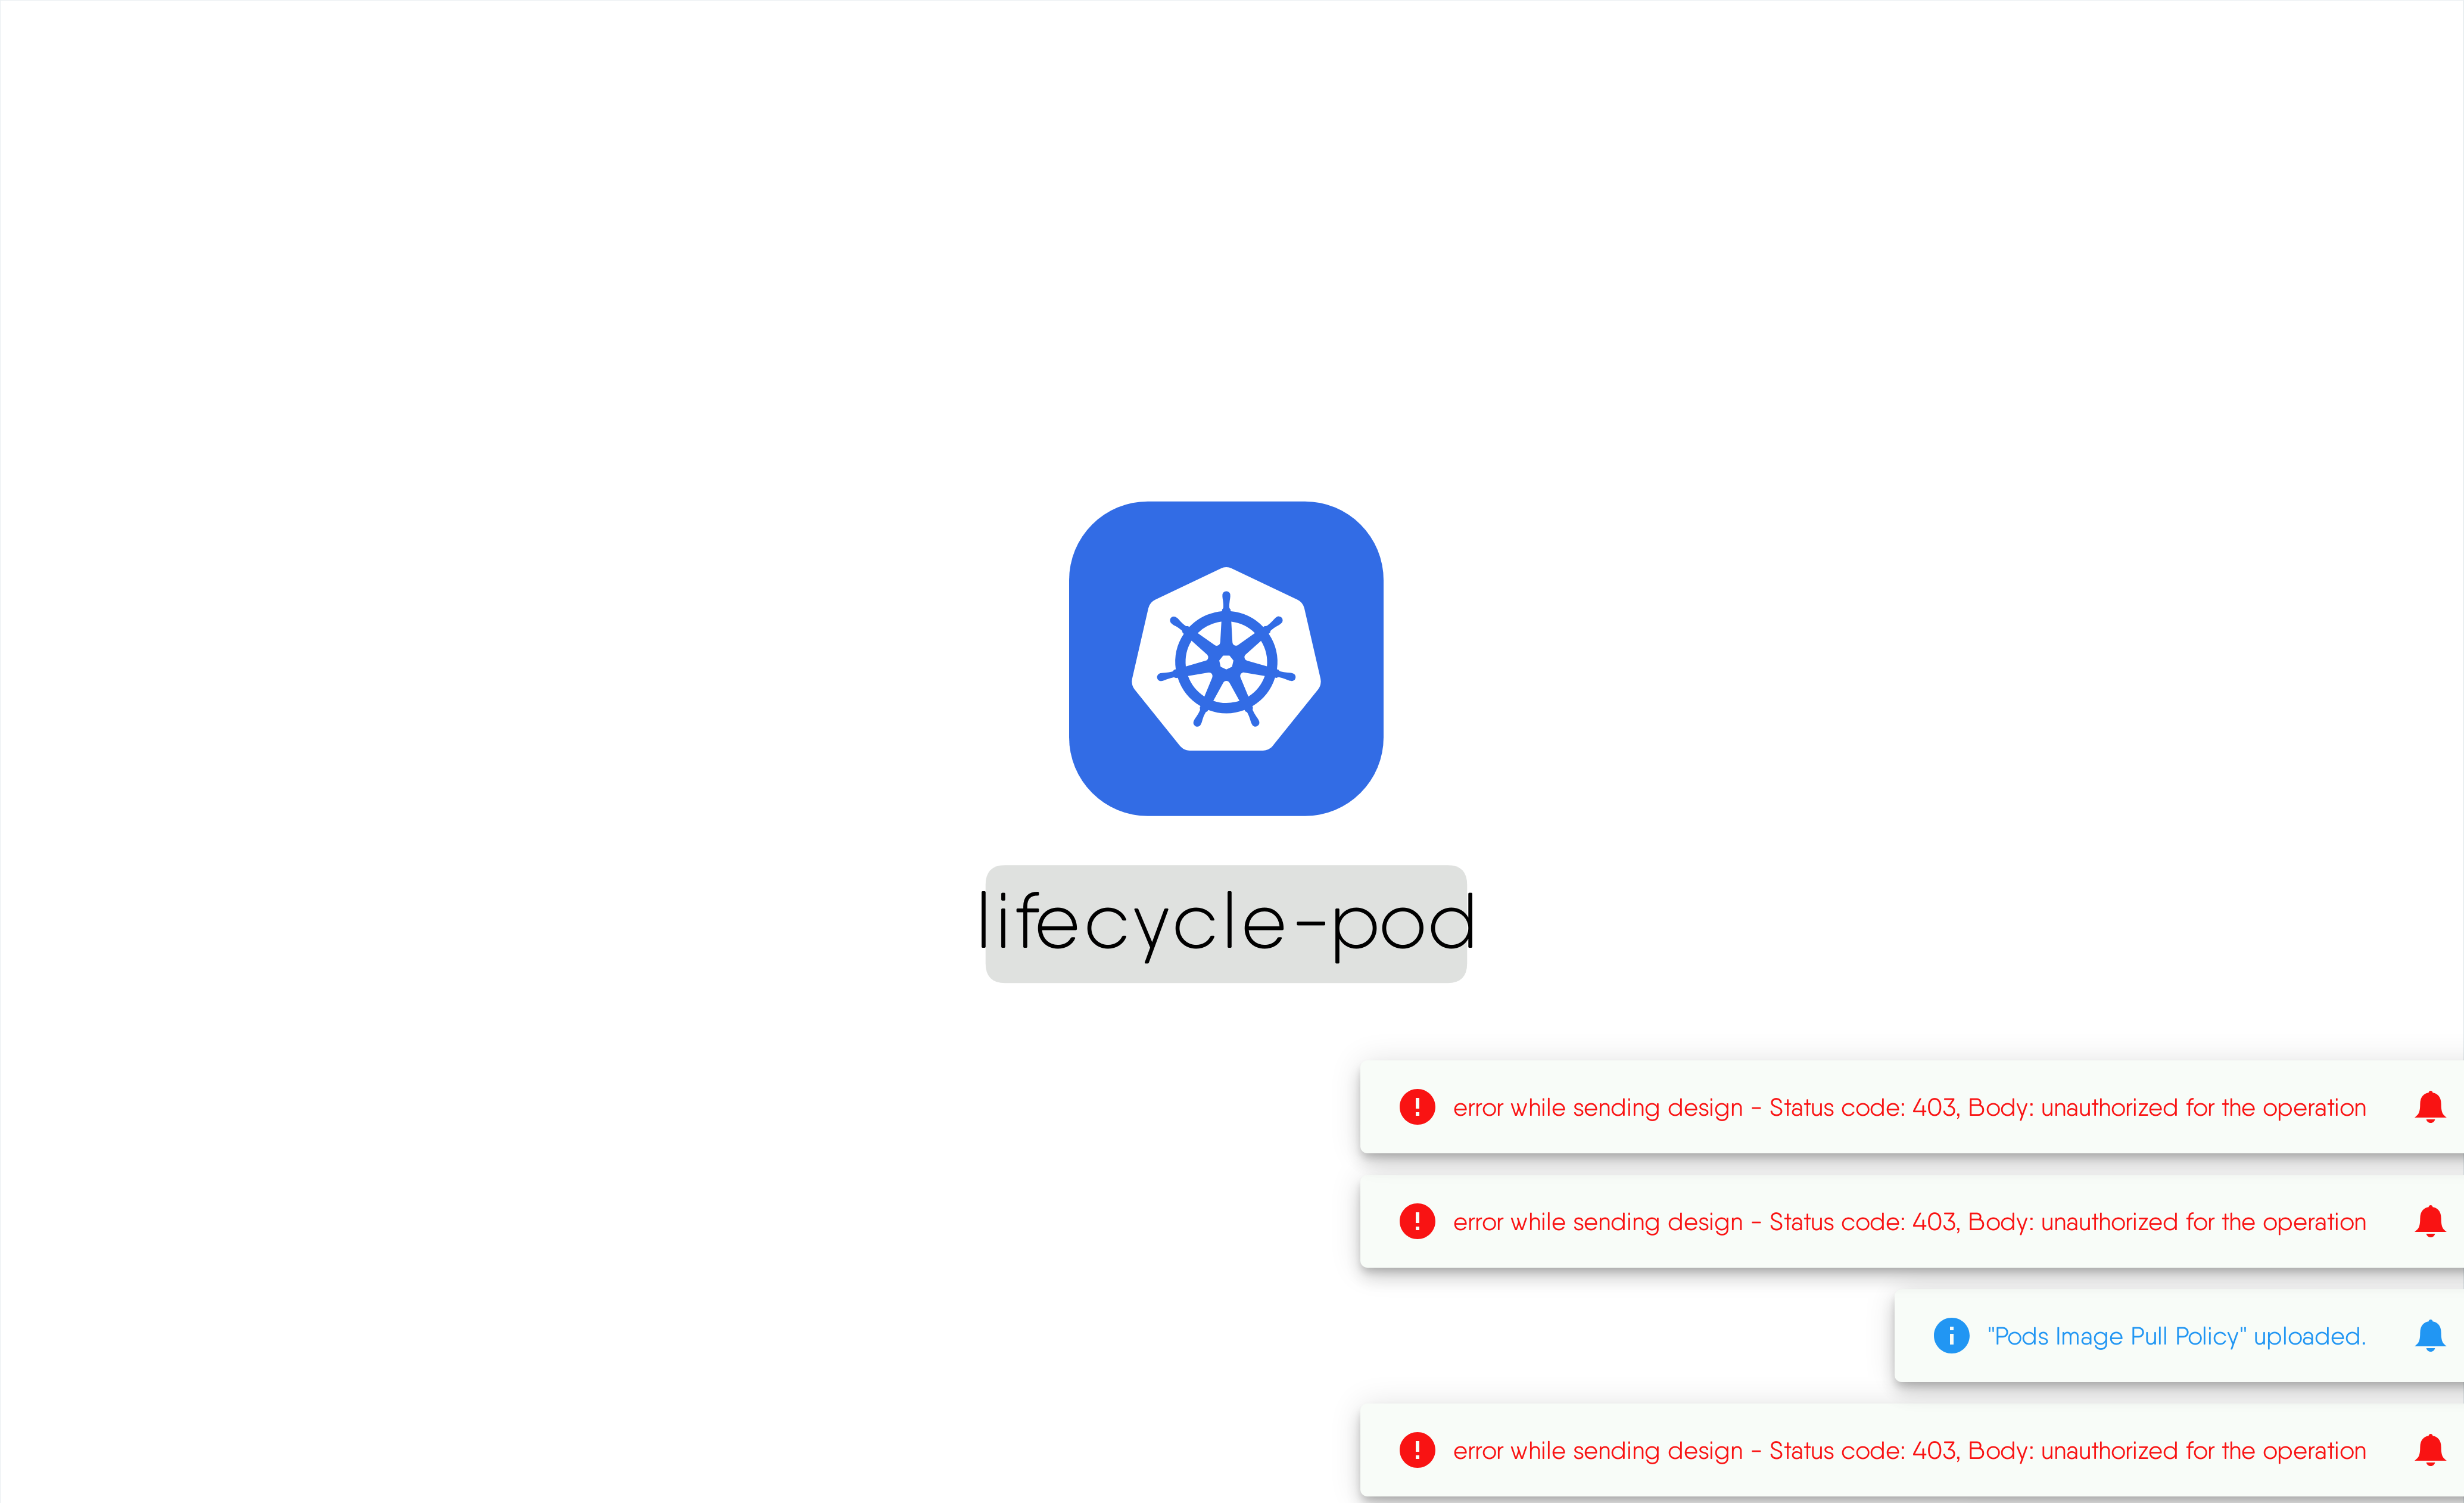 lifecycle-pod
error while sending design - Status code: 403, Body: unauthorized for the operation
error while sending design - Status code: 403, Body: unauthorized for the operation
"Pods Image Pull Policy" uploaded.
error while sending design - Status code: 403, Body: unauthorized for the operation